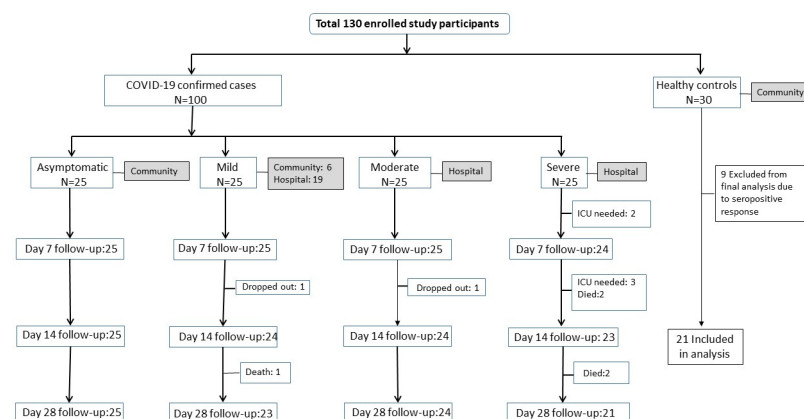 Total 130 enrolled study participants
COVID-19 confirmed cases
N=100
Healthy controls
N=30
Community
Asymptomatic
N=25
Community
Mild
N=25
Community: 6
Hospital: 19
Moderate
N=25
Hospital
Severe
N=25
Hospital
9 Excluded from
final analysis due
to seropositive
response
ICU needed: 2
Day 7 follow-up:25
Day 7 follow-up:25
Day 7 follow-up:25
Day 7 follow-up:24
Dropped out: 1
Dropped out: 1
ICU needed: 3
Died:2
Day 14 follow-up:25
Day 14 follow-up:24
Day 14 follow-up:24
Day 14 follow-up: 23
21 Included
in analysis
Death: 1
Died:2
Day 28 follow-up:25
Day 28 follow-up:23
Day 28 follow-up:24
Day 28 follow-up:21